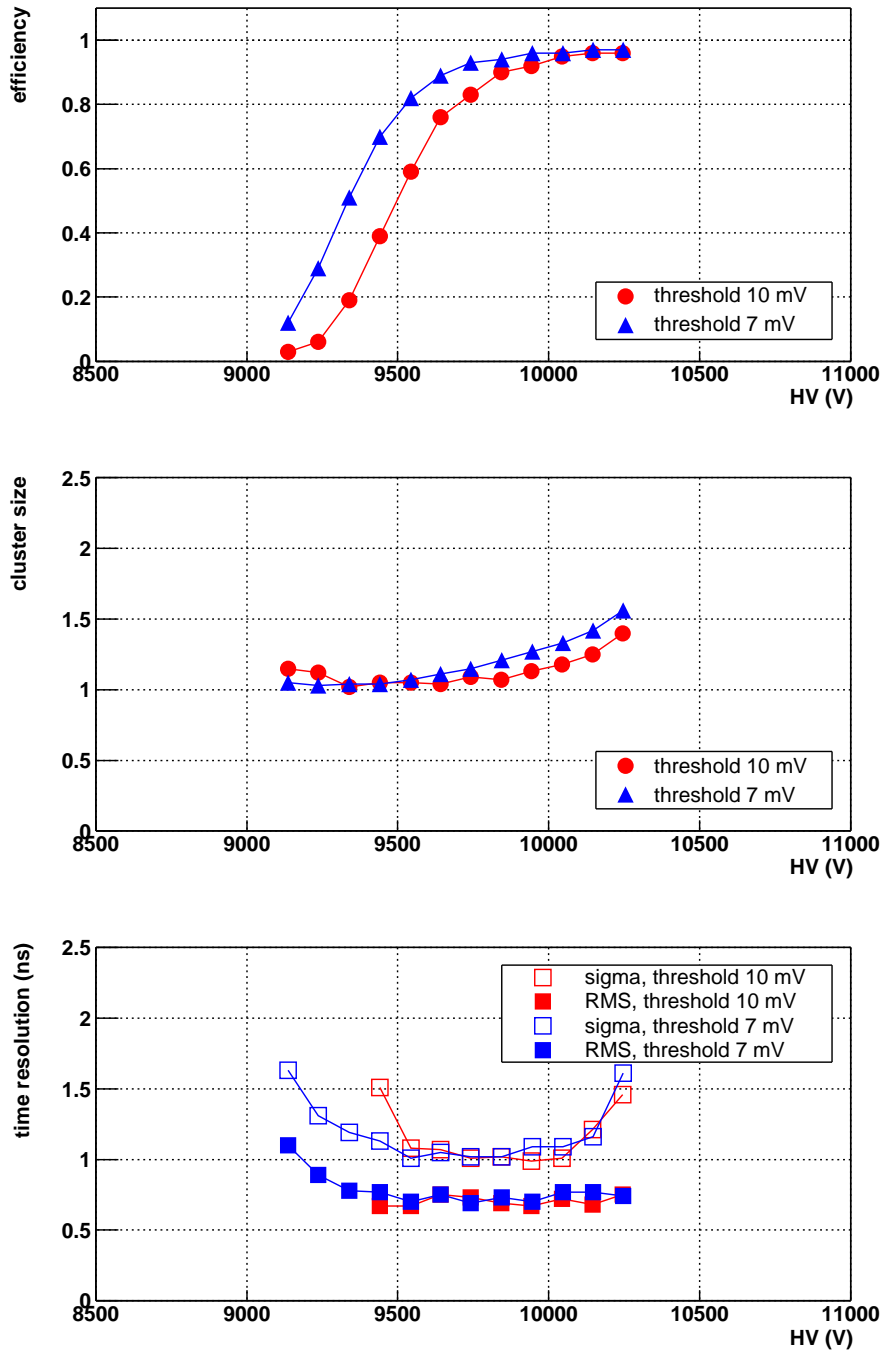 efficiency
1
0.8
0.6
0.4
0.2
0
threshold 10 mV
threshold 7 mV
8500 9000 9500 10000 10500 11000
HV (V)
cluster size
2.5
2
1.5
1
0.5
0
threshold 10 mV
threshold 7 mV
8500 9000 9500 10000 10500 11000
HV (V)
time resolution (ns)
2.5
2
1.5
1
0.5
0
sigma, threshold 10 mV
RMS, threshold 10 mV
sigma, threshold 7 mV
RMS, threshold 7 mV
8500 9000 9500 10000 10500 11000
HV (V)